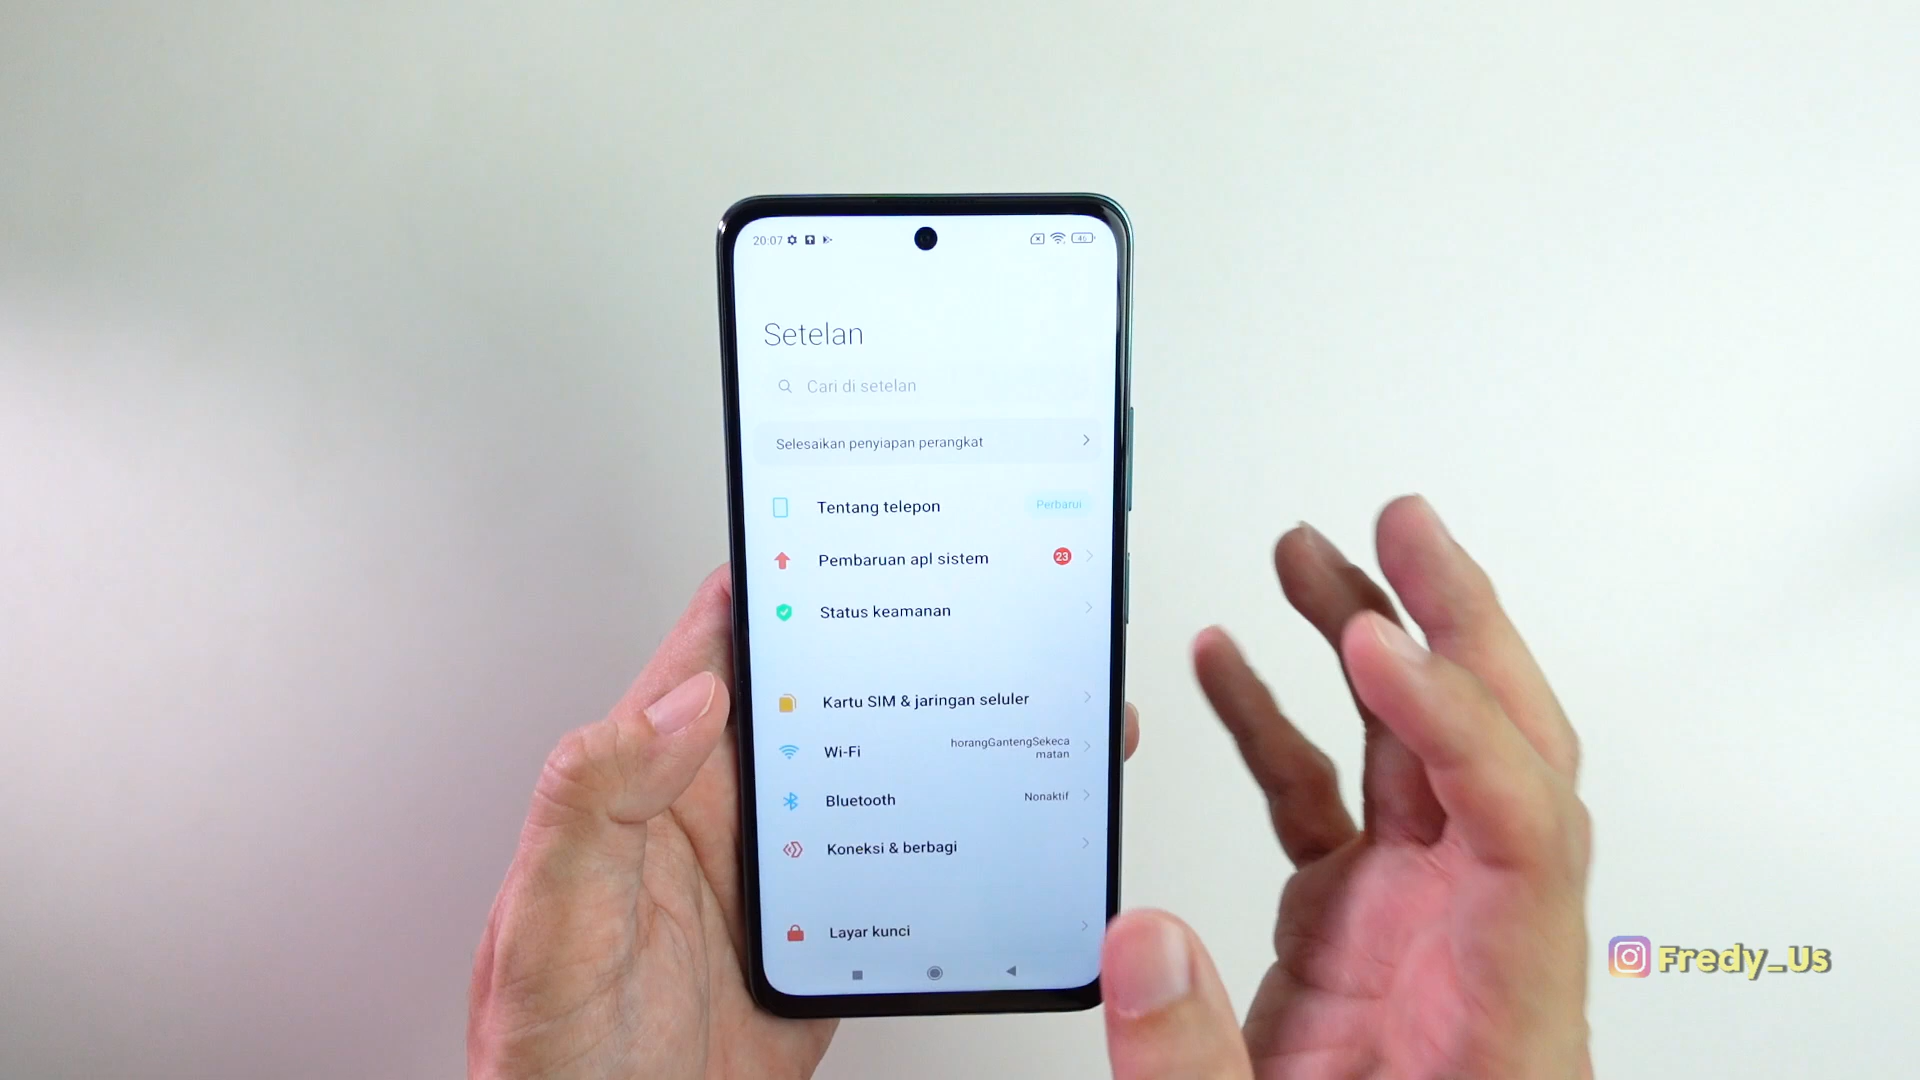 20:07
46
Setelan
Cari di setelan
Selesaikan penyiapan perangkat
Tentang telepon
Perbarui
Pembaruan apl sistem
23
Status keamanan
Kartu SIM & jaringan seluler
Wi-Fi
horangGantengSekeca
matan
Bluetooth
Nonaktif
Koneksi & berbagi
Layar kunci
Fredy_Us